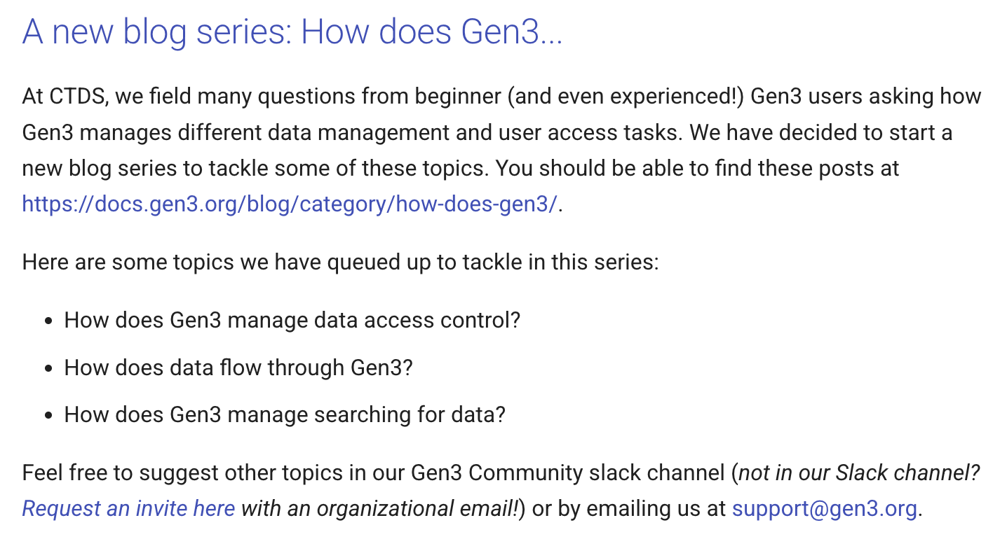 A new blog series: How does Gen3...
At CTDS, we field many questions from beginner (and even experienced!) Gen3 users asking how
Gen3 manages different data management and user access tasks. We have decided to start a
new blog series to tackle some of these topics. You should be able to find these posts at
https://docs.gen3.org/blog/category/how-does-gen3/.
Here are some topics we have queued up to tackle in this series:
• How does Gen3 manage data access control?
• How does data flow through Gen3?
• How does Gen3 manage searching for data?
Feel free to suggest other topics in our Gen3 Community slack channel (not in our Slack channel?
Request an invite here with an organizational email!) or by emailing us at support@gen3.org.